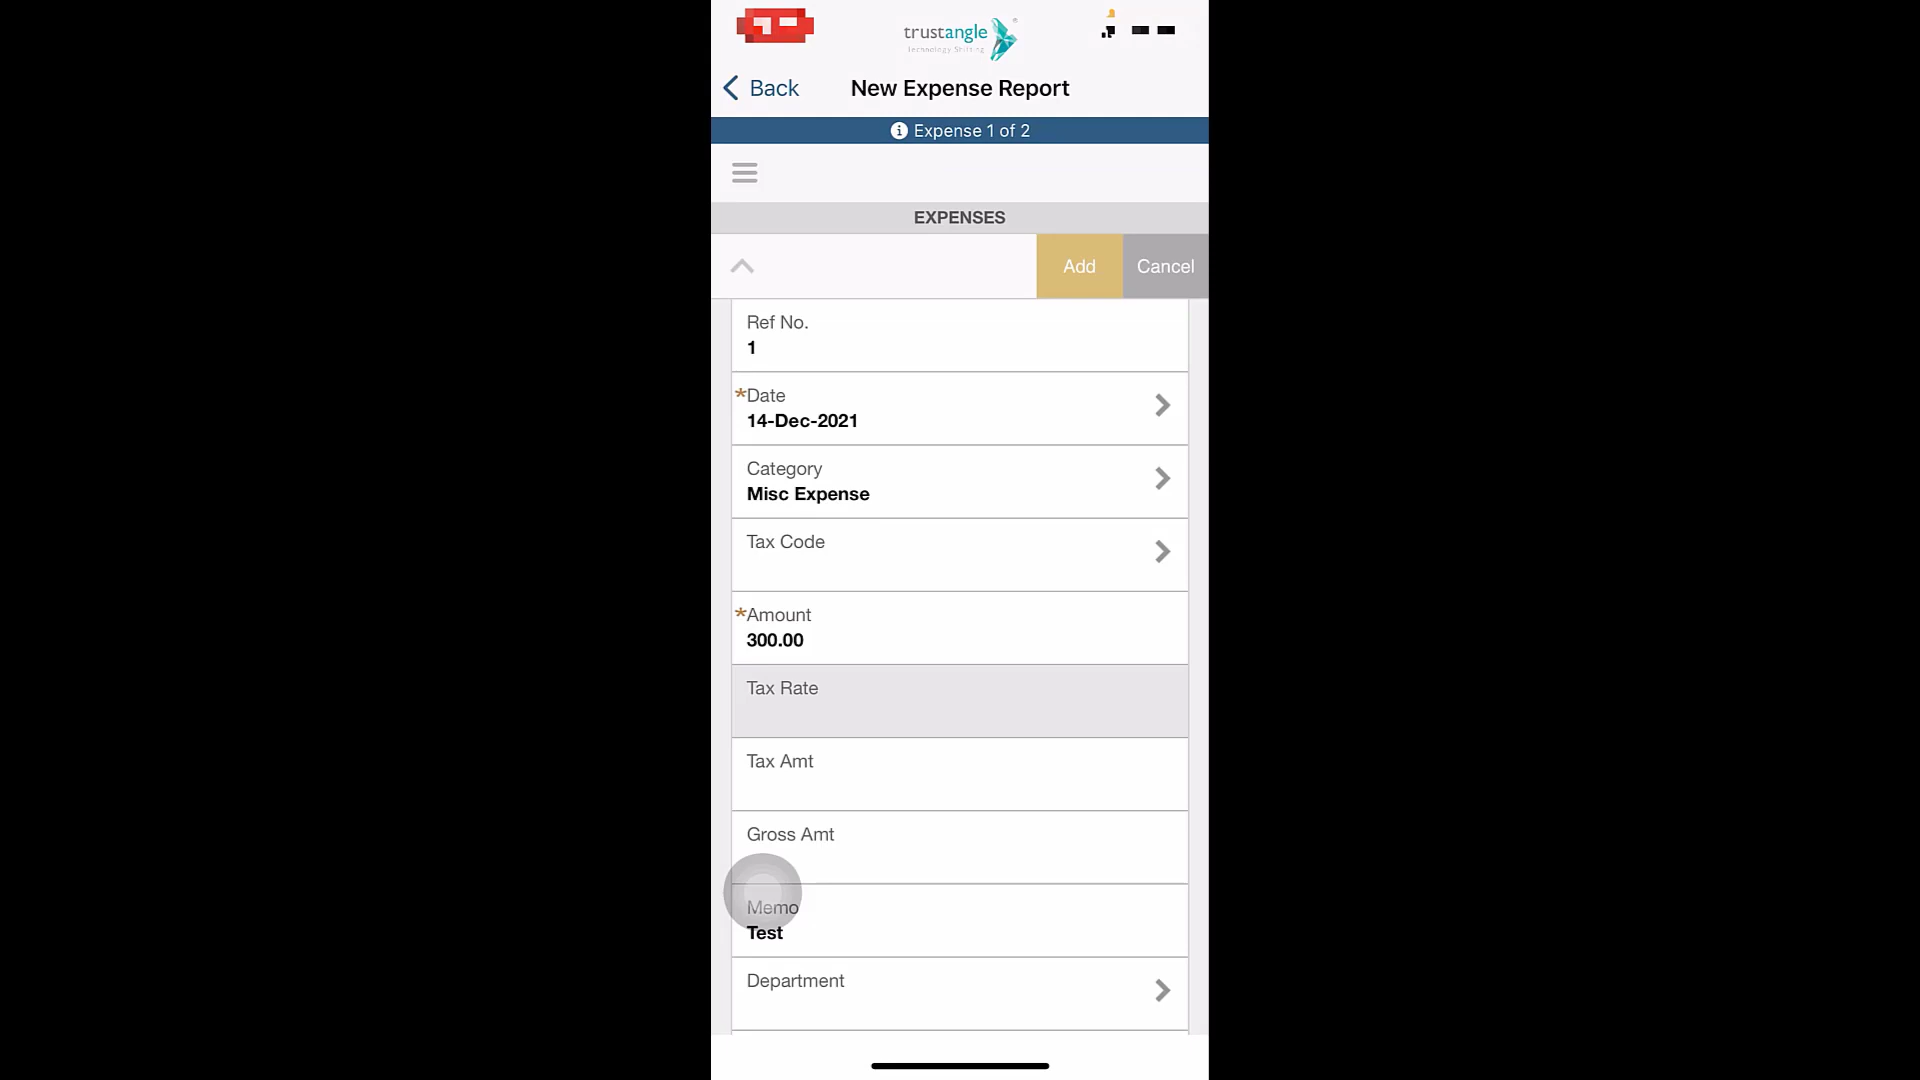 trustangle
Technology Shifting
Back
New Expense Report
Expense 1 of 2
EXPENSES
Add
Cancel
Ref No.
1
*Date
14-Dec-2021
Category
Misc Expense
Tax Code
*Amount
300.00
Tax Rate
Tax Amt
Gross Amt
Memo
Test
Department